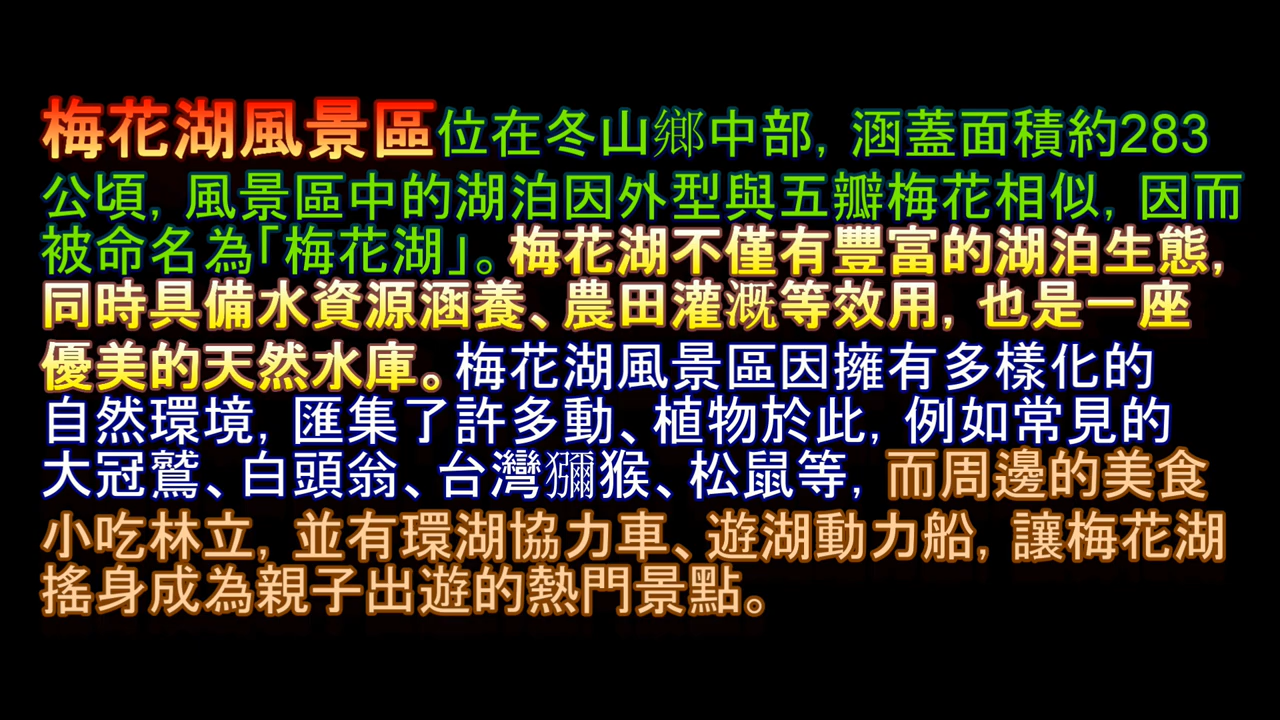 梅花湖風景區位在冬山鄉中部, 涵蓋面積約283
公頃, 風景區中的湖泊因外型與五瓣梅花相似, 因而
被命名為「梅花湖」。梅花湖不僅有豐富的湖泊生態,
同時具備水資源涵養、農田灌溉等效用, 也是一座
優美的天然水庫。梅花湖風景區因擁有多樣化的
自然環境, 匯集了許多動、植物於此, 例如常見的
大冠鷲、白頭翁、台灣獼猴、松鼠等, 而周邊的美食
小吃林立, 並有環湖協力車、遊湖動力船, 讓梅花湖
搖身成為親子出遊的熱門景點。